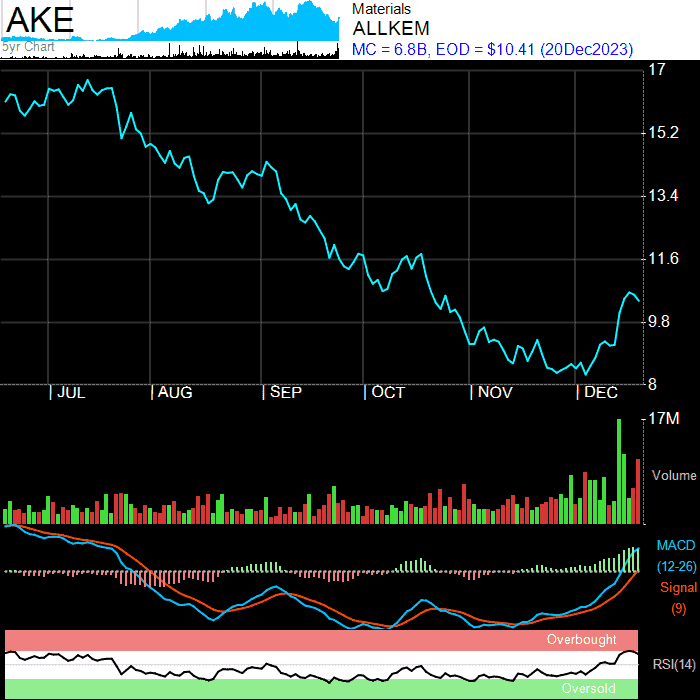 AKE
5yr Chart
Materials
ALLKEM
MC = 6.8B, EOD = $10.41 (20Dec2023)
17
15.2
13.4
11.6
9.8
8
JUL AUG SEP OCT NOV DEC
17M
Volume
MACD
(12-26)
Signal
(9)
Overbought
RSI(14)
Oversold